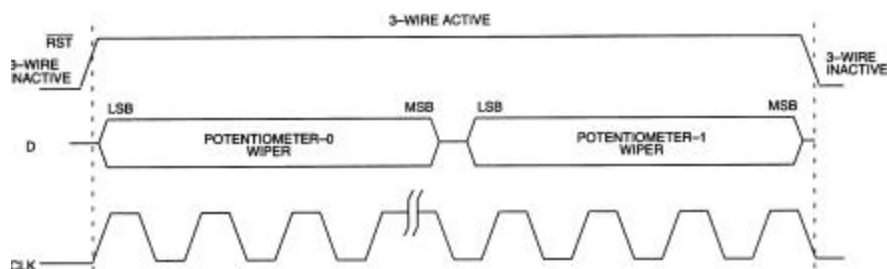 3–WIRE ACTIVE
RST
3–WIRE
INACTIVE
3–WIRE
INACTIVE
LSB
MSB
LSB
MSB
D
POTENTIOMETER–0
WIPER
POTENTIOMETER–1
WIPER
CLK